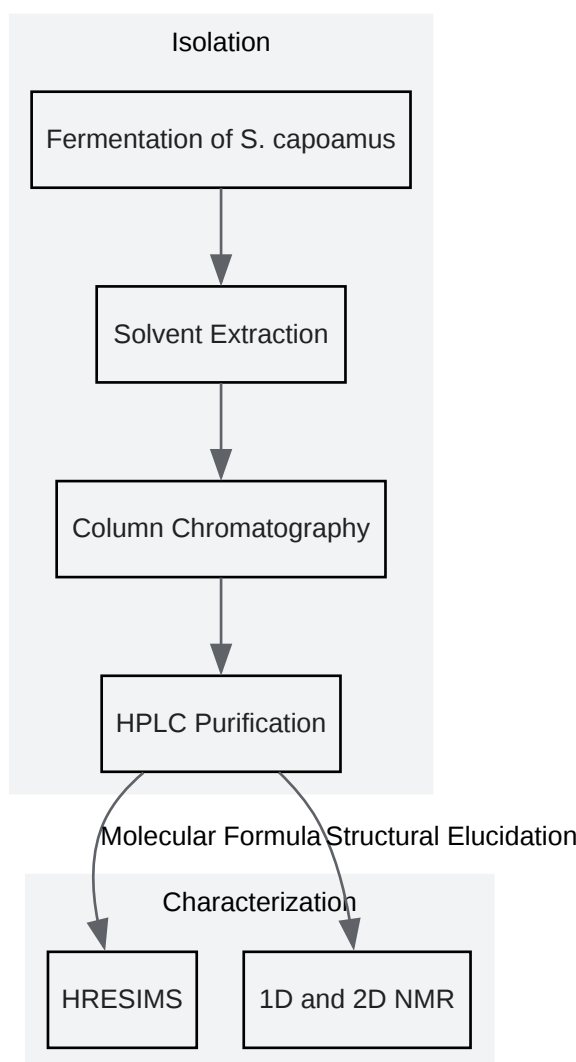 Isolation
Fermentation of S. capoamus
Solvent Extraction
Column Chromatography
HPLC Purification
Molecular Formula
Structural Elucidation
Characterization
HRESIMS
1D and 2D NMR